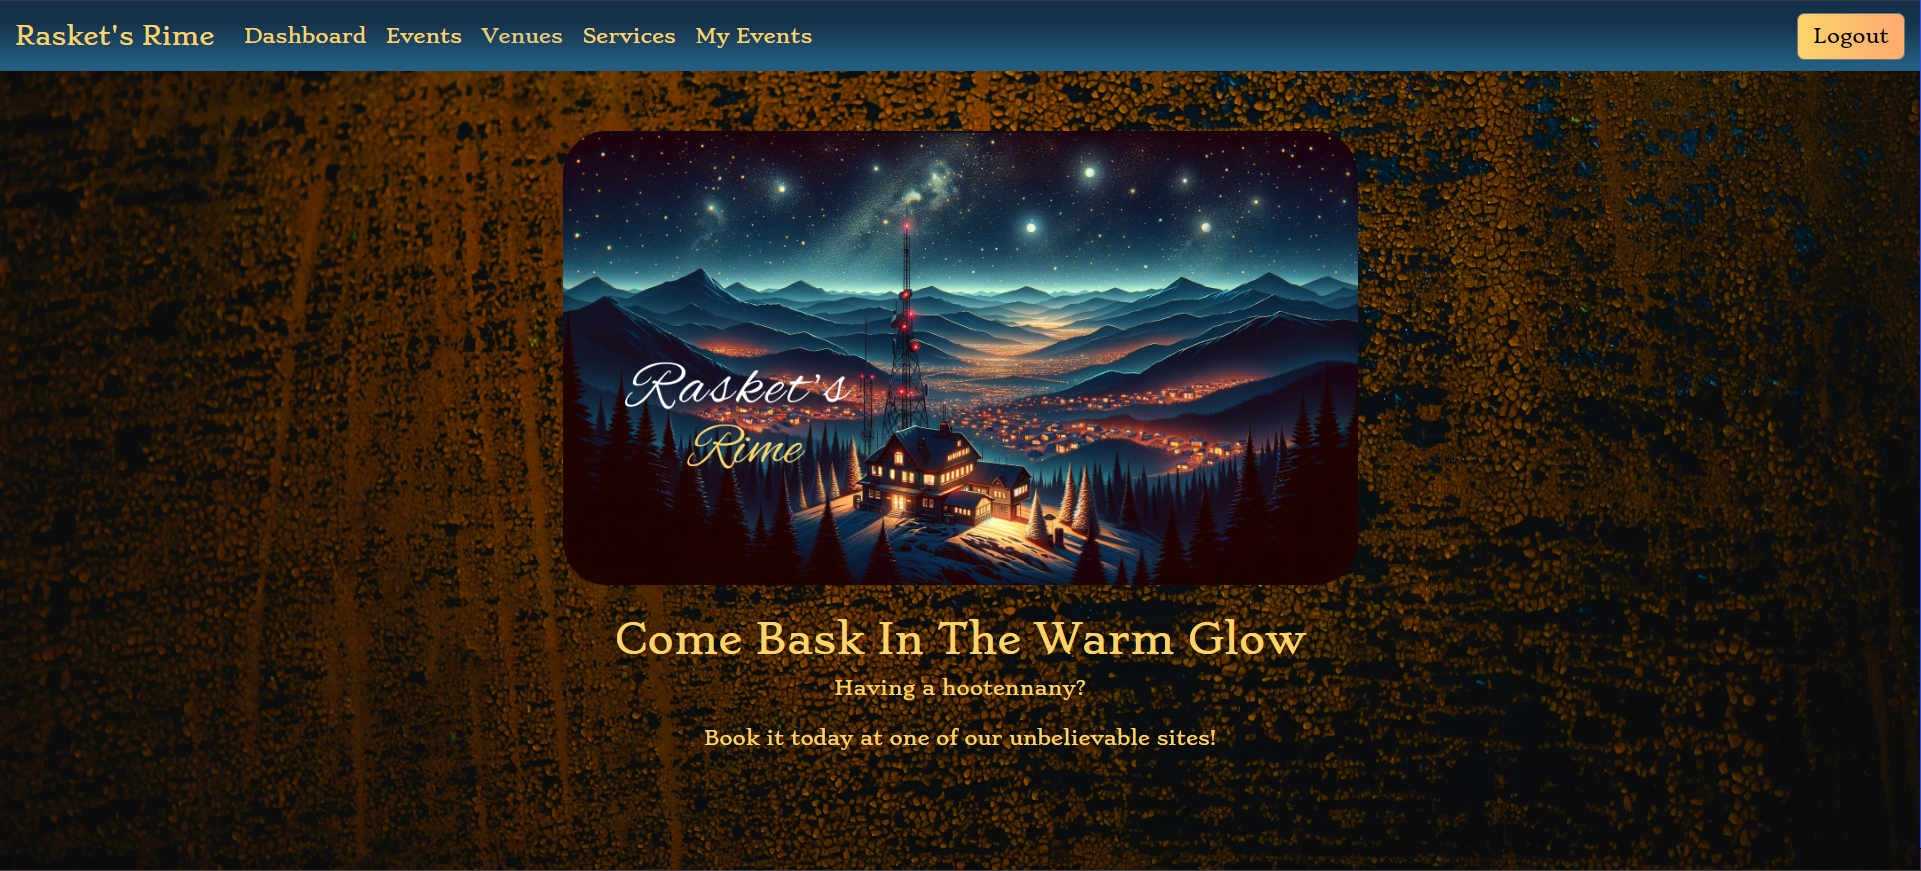 Rasket's Rime Dashboard Events Venues Services My Events Logout
Rasket's
Rime
Come Bask In The Warm Glow
Having a hootennany?
Book it today at one of our unbelievable sites!